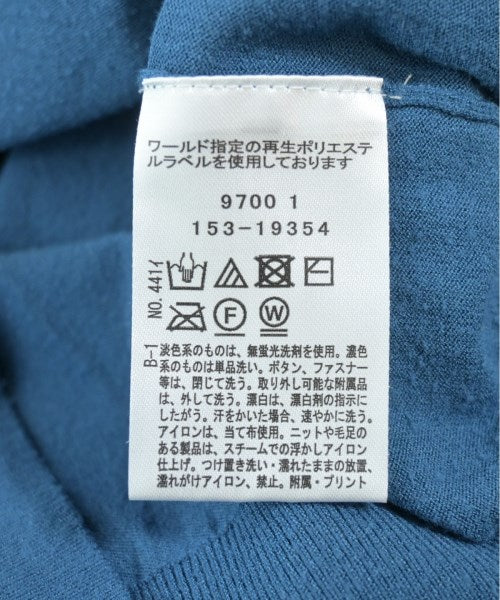 ワールド指定の再生ポリエステ
ルラベルを使用しております
9700 1
153-19354
NO.441イ
F W
B-1
淡色系のものは、無蛍光洗剤を使用。濃色
系のものは単品洗い。ボタン、ファスナー
等は、閉じて洗う。取り外し可能な附属品
は、外して洗う。漂白は、漂白剤の指示に
したがう。汗をかいた場合、速やかに洗う。
アイロンは、当て布使用。ニットや毛足の
ある製品は、スチームでの浮かしアイロン
仕上げ。つけ置き洗い・濡れたままの放置、
濡れがけアイロン、禁止。附属・プリント